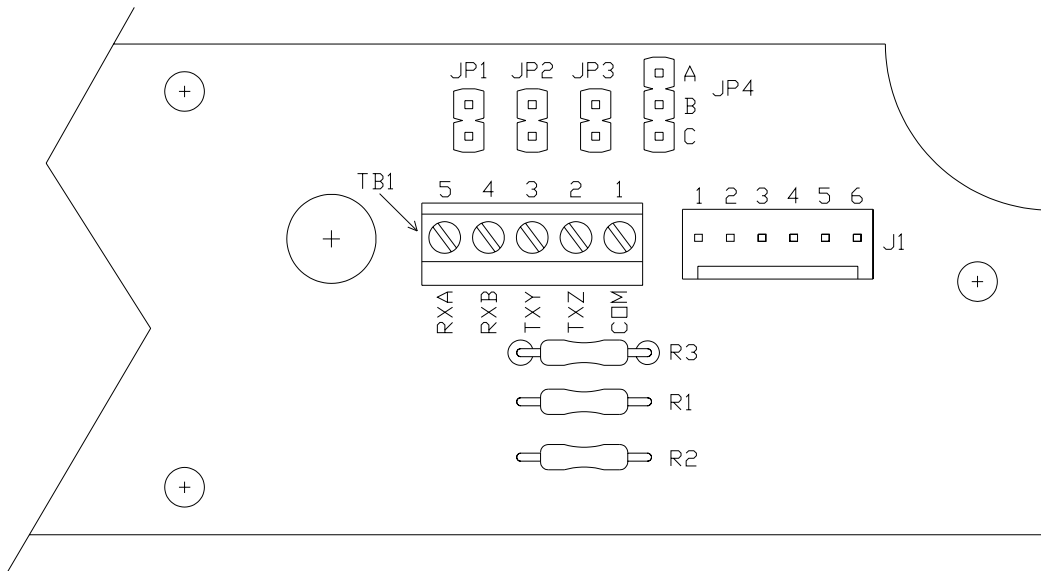 JP1 JP2 JP3 A
JP4
B
C
TB1
5 4 3 2 1
1 2 3 4 5 6
J1
RXA RXB TXY TXZ COM
R3
R1
R2